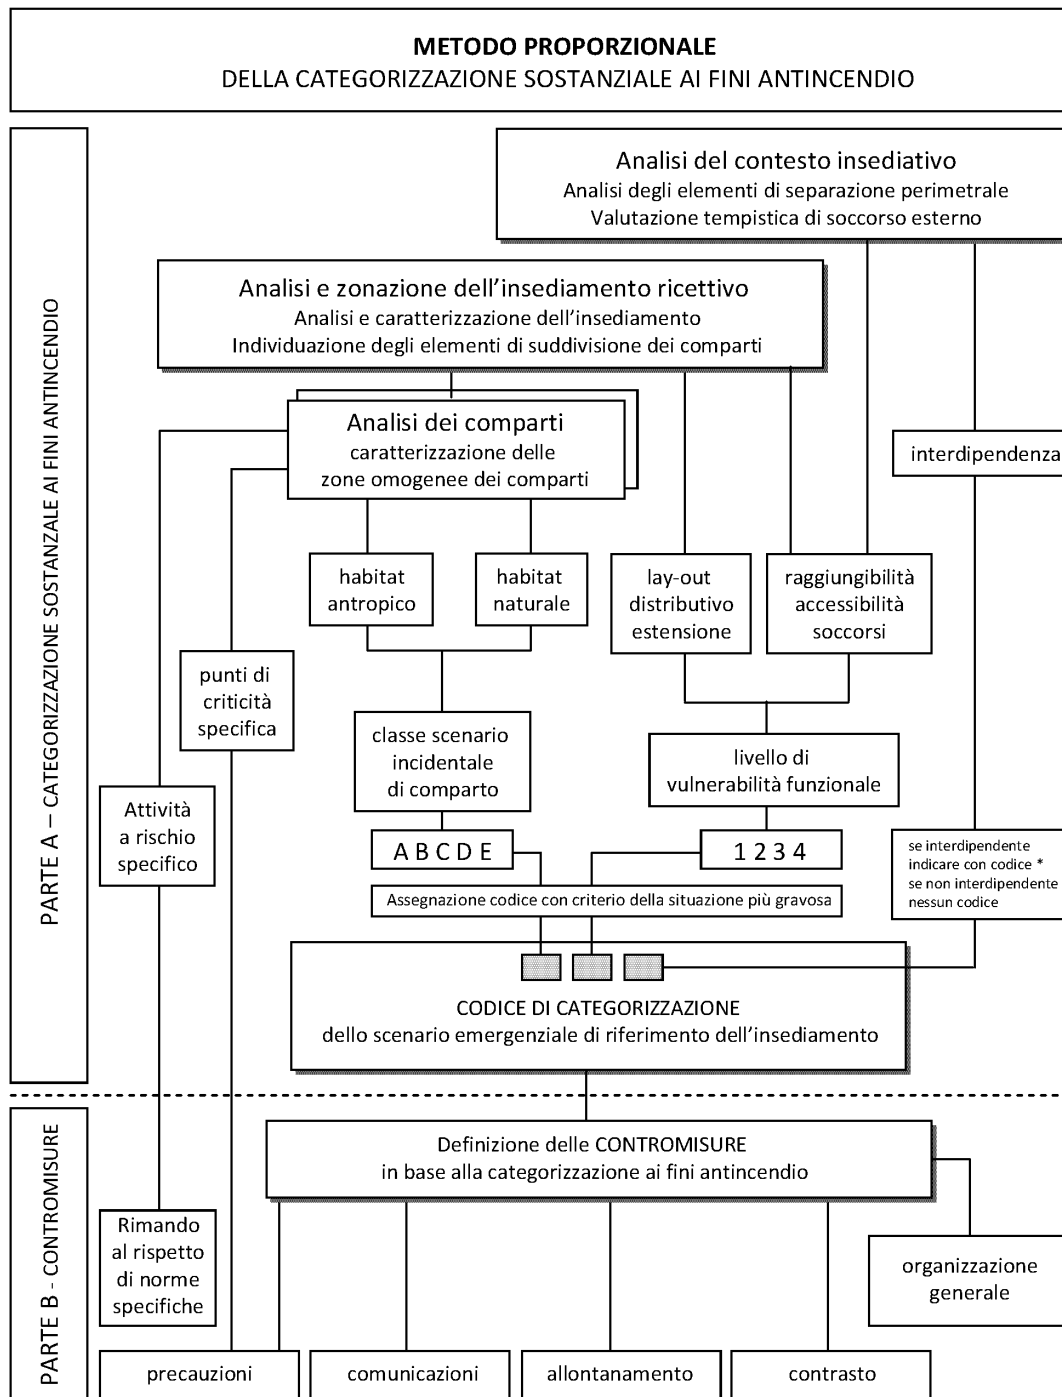 METODO PROPORZIONALE
DELLA CATEGORIZZAZIONE SOSTANZIALE AI FINI ANTINCENDIO
PARTE A – CATEGORIZZAZIONE SOSTANZALE AI FINI ANTINCENDIO
Analisi del contesto insediativo
Analisi degli elementi di separazione perimetrale
Valutazione tempistica di soccorso esterno
Analisi e zonazione dell'insediamento ricettivo
Analisi e caratterizzazione dell'insediamento
Individuazione degli elementi di suddivisione dei comparti
Analisi dei comparti
caratterizzazione delle
zone omogenee dei comparti
interdipendenza
habitat
antropico
habitat
naturale
lay-out
distributivo
estensione
raggiungibilità
accessibilità
soccorsi
punti di
criticità
specifica
classe scenario
incidentale
di comparto
livello di
vulnerabilità funzionale
Attività
a rischio
specifico
A B C D E
1 2 3 4
se interdipendente
indicare con codice *
se non interdipendente
nessun codice
Assegnazione codice con criterio della situazione più gravosa
CODICE DI CATEGORIZZAZIONE
dello scenario emergenziale di riferimento dell'insediamento
PARTE B - CONTROMISURE
Definizione delle CONTROMISURE
in base alla categorizzazione ai fini antincendio
Rimando
al rispetto
di norme
specifiche
organizzazione
generale
precauzioni
comunicazioni
allontanamento
contrasto